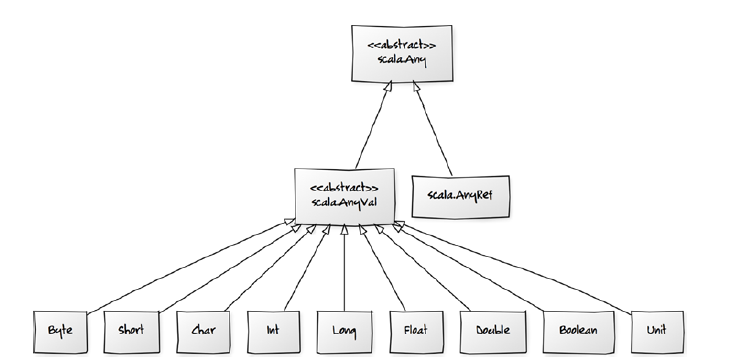 <<abstract>>
scala.Any
<<abstract>>
scala.AnyVal
scala.AnyRef
Byte
Short
Char
Int
Long
Float
Double
Boolean
Unit